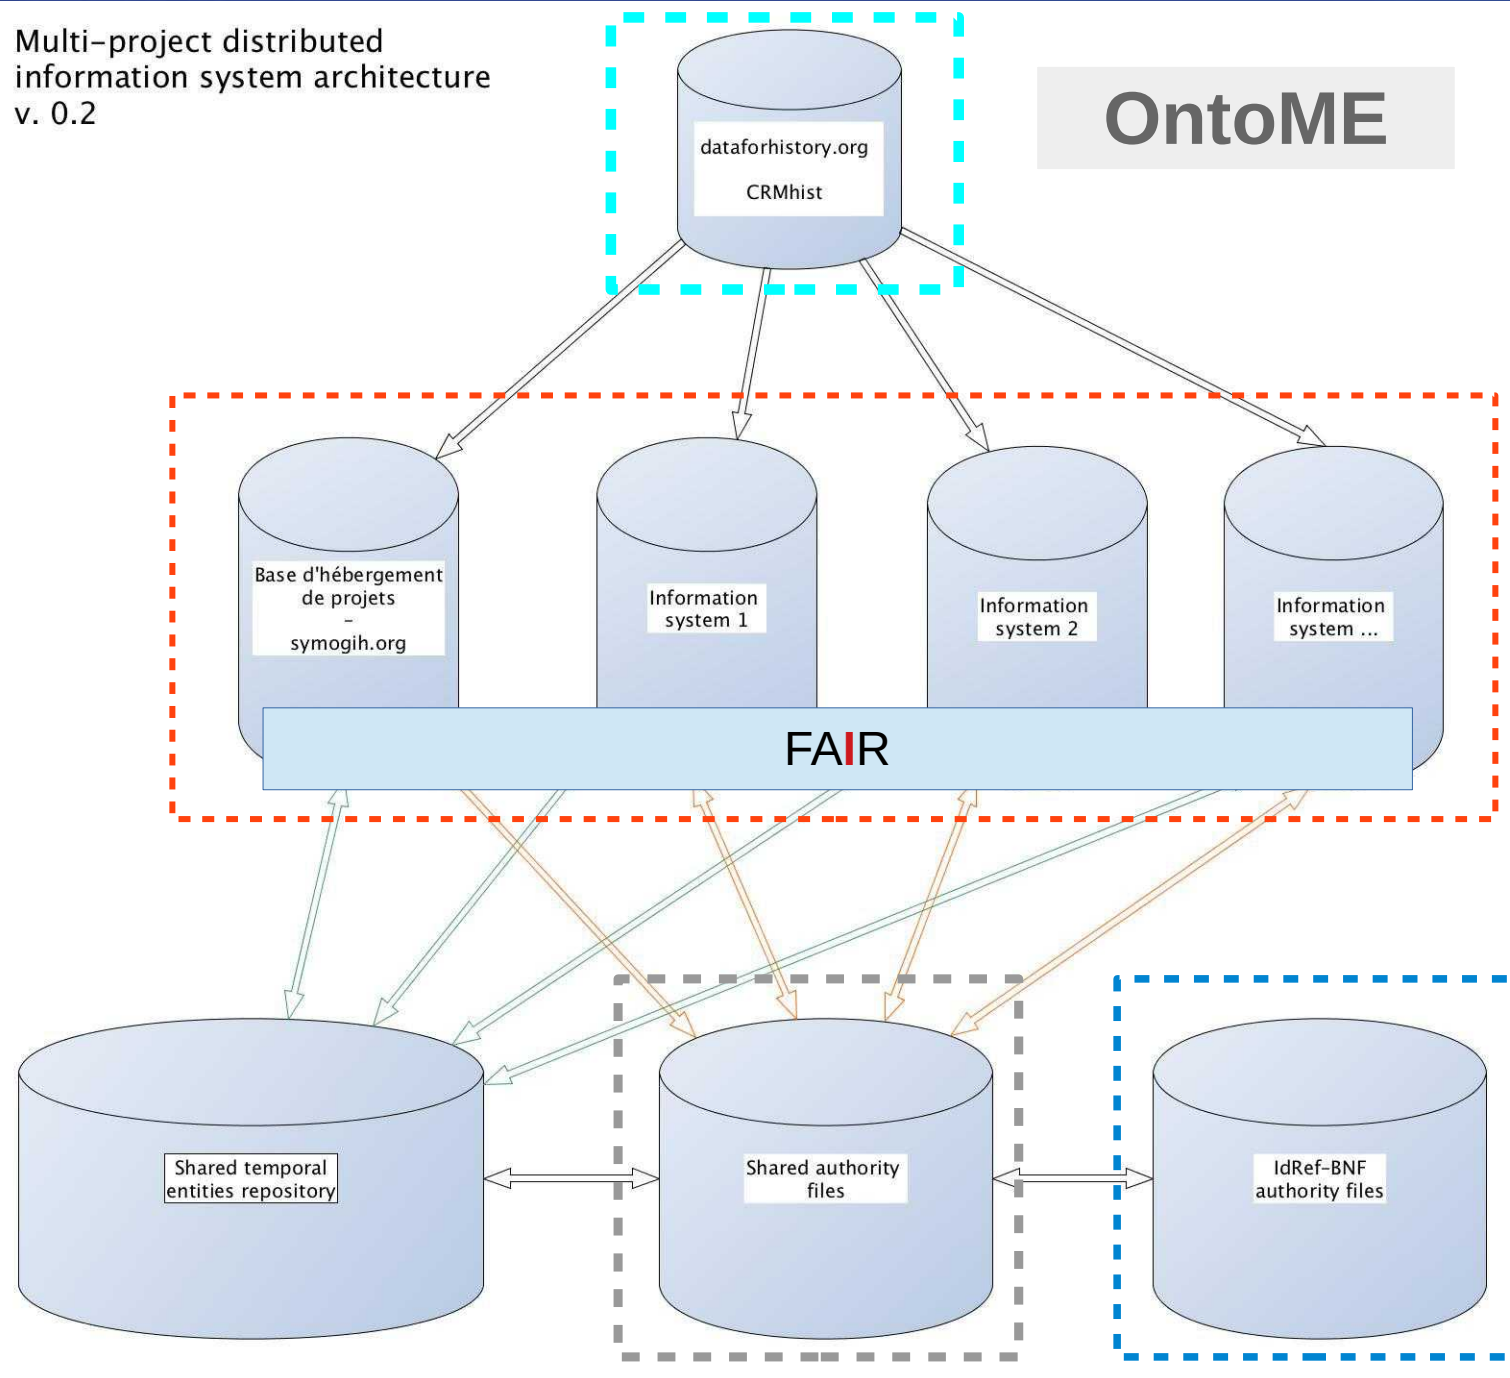 Multi-project distributed
information system architecture
v. 0.2
OntoME
dataforhistory.org
CRMhist
Base d'hébergement
de projets
–
symogih.org
Information
system 1
Information
system 2
Information
system ...
FAIR
Shared temporal
entities repository
Shared authority
files
IdRef-BNF
authority files